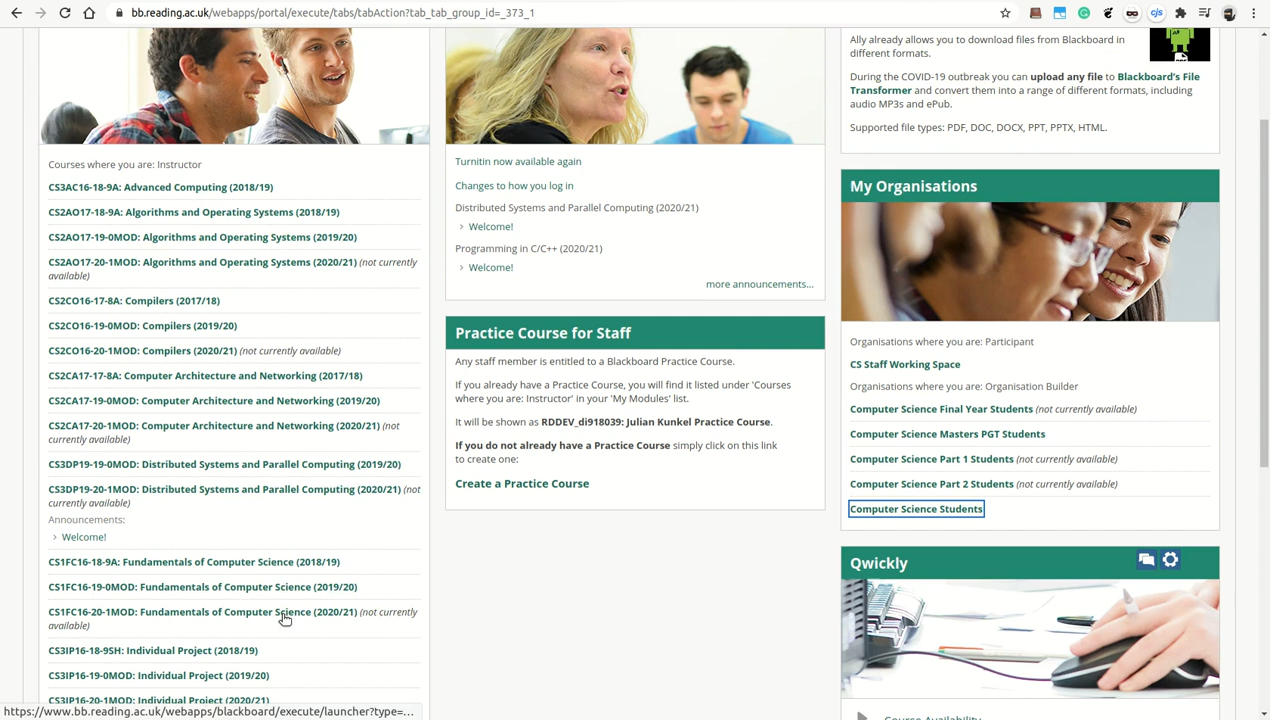 bb.reading.ac.uk/webapps/portal/execute/tabs/tabAction?tab_tab_group_id=_373_1
Courses where you are: Instructor
CS3AC16-18-9A: Advanced Computing (2018/19)
CS2AO17-18-9A: Algorithms and Operating Systems (2018/19)
CS2AO17-19-0MOD: Algorithms and Operating Systems (2019/20)
CS2AO17-20-1MOD: Algorithms and Operating Systems (2020/21) (not currently
available)
CS2CO16-17-8A: Compilers (2017/18)
CS2CO16-19-0MOD: Compilers (2019/20)
CS2CO16-20-1MOD: Compilers (2020/21) (not currently available)
CS2CA17-17-8A: Computer Architecture and Networking (2017/18)
CS2CA17-19-0MOD: Computer Architecture and Networking (2019/20)
CS2CA17-20-1MOD: Computer Architecture and Networking (2020/21) (not
currently available)
CS3DP19-19-0MOD: Distributed Systems and Parallel Computing (2019/20)
CS3DP19-20-1MOD: Distributed Systems and Parallel Computing (2020/21) (not
currently available)
Announcements:
Welcome!
CS1FC16-18-9A: Fundamentals of Computer Science (2018/19)
CS1FC16-19-0MOD: Fundamentals of Computer Science (2019/20)
CS1FC16-20-1MOD: Fundamentals of Computer Science (2020/21) (not currently
available)
CS3IP16-18-9SH: Individual Project (2018/19)
CS3IP16-19-0MOD: Individual Project (2019/20)
CS3IP16-20-1MOD: Individual Project (2020/21)
https://www.bb.reading.ac.uk/webapps/blackboard/execute/launcher?type=...
Turnitin now available again
Changes to how you log in
Distributed Systems and Parallel Computing (2020/21)
Welcome!
Programming in C/C++ (2020/21)
Welcome!
more announcements...
Practice Course for Staff
Any staff member is entitled to a Blackboard Practice Course.
If you already have a Practice Course, you will find it listed under 'Courses
where you are: Instructor' in your 'My Modules' list.
It will be shown as RDDEV_di918039: Julian Kunkel Practice Course.
If you do not already have a Practice Course simply click on this link
to create one:
Create a Practice Course
Ally already allows you to download files from Blackboard in
different formats.
During the COVID-19 outbreak you can upload any file to Blackboard's File
Transformer and convert them into a range of different formats, including
audio MP3s and ePub.
Supported file types: PDF, DOC, DOCX, PPT, PPTX, HTML.
My Organisations
Organisations where you are: Participant
CS Staff Working Space
Organisations where you are: Organisation Builder
Computer Science Final Year Students (not currently available)
Computer Science Masters PGT Students
Computer Science Part 1 Students (not currently available)
Computer Science Part 2 Students (not currently available)
Computer Science Students
Qwickly
Course Availability